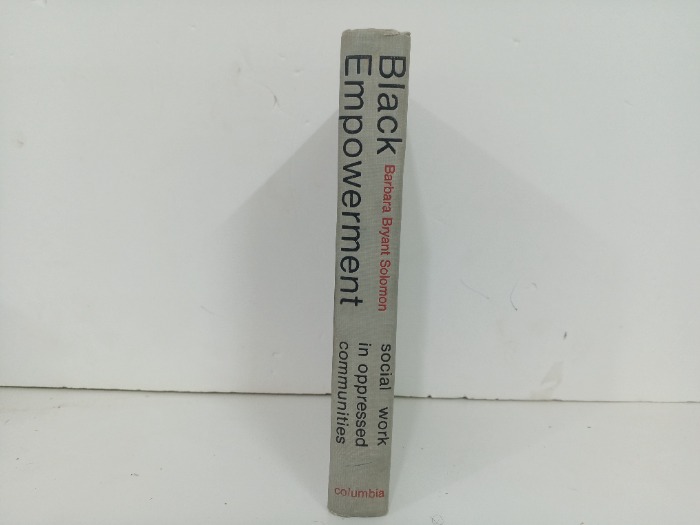 Black
Empowerment
Barbara Bryant Solomon
social work
in oppressed
communities
columbia